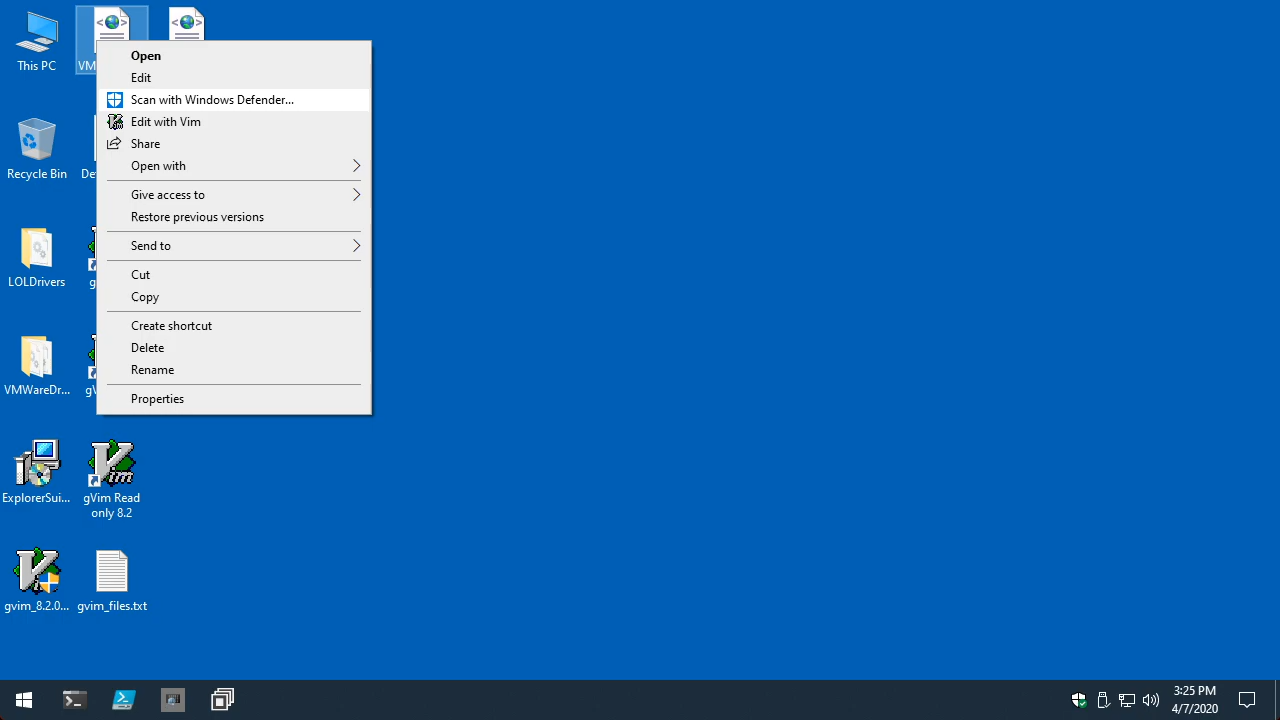 This PC
VM
Open
Edit
Scan with Windows Defender...
Edit with Vim
Share
Open with
Give access to
Restore previous versions
Send to
Cut
Copy
Create shortcut
Delete
Rename
Properties
Recycle Bin
De
LOLDrivers
g
VMWareDr...
ExplorerSui...
gVim Read
only 8.2
gvim_8.2.0...
gvim_files.txt
3:25 PM
4/7/2020